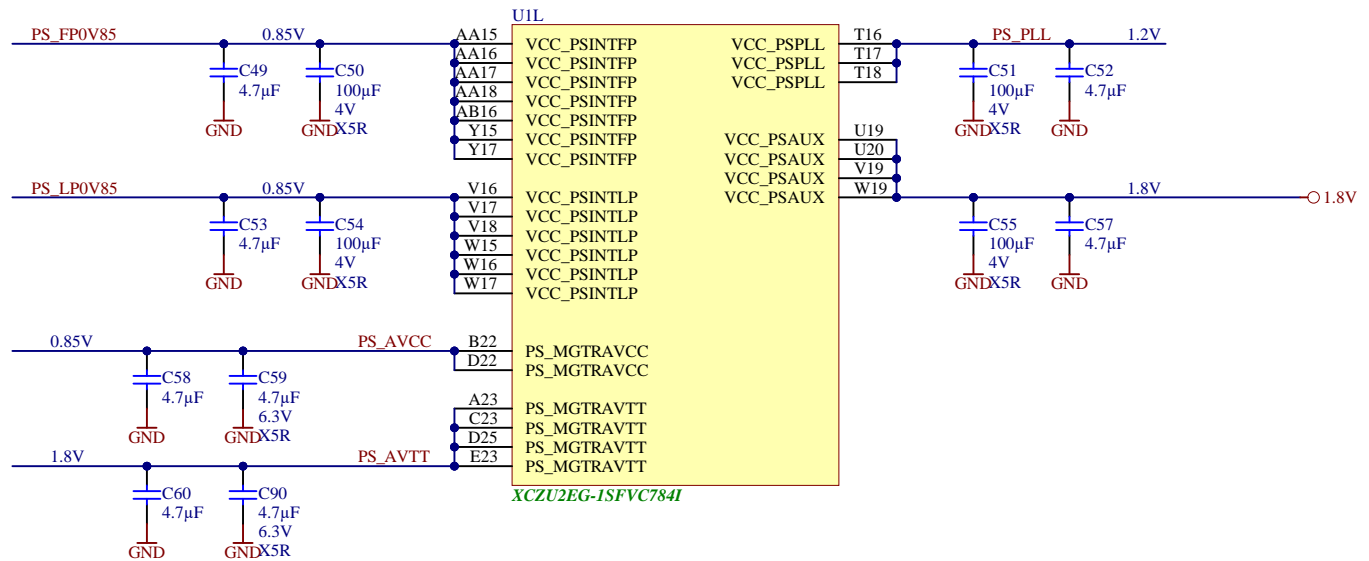 U1L
PS_FP0V85
0.85V
C49
4.7µF
GND
C50
100µF
4V
X5R
GND
AA15
AA16
AA17
AA18
AB16
Y15
Y17
VCC_PSINTFP
VCC_PSINTFP
VCC_PSINTFP
VCC_PSINTFP
VCC_PSINTFP
VCC_PSINTFP
VCC_PSINTFP
PS_LP0V85
0.85V
C53
4.7µF
GND
C54
100µF
4V
X5R
GND
V16
V17
V18
W15
W16
W17
VCC_PSINTLP
VCC_PSINTLP
VCC_PSINTLP
VCC_PSINTLP
VCC_PSINTLP
VCC_PSINTLP
0.85V
PS_AVCC
C58
4.7µF
GND
C59
4.7µF
6.3V
X5R
GND
B22
D22
PS_MGTRAVCC
PS_MGTRAVCC
1.8V
PS_AVTT
C60
4.7µF
GND
C90
4.7µF
6.3V
X5R
GND
A23
C23
D25
E23
PS_MGTRAVTT
PS_MGTRAVTT
PS_MGTRAVTT
PS_MGTRAVTT
VCC_PSPLL
VCC_PSPLL
VCC_PSPLL
T16
T17
T18
PS_PLL
1.2V
C51
100µF
4V
X5R
GND
C52
4.7µF
GND
VCC_PSAUX
VCC_PSAUX
VCC_PSAUX
VCC_PSAUX
U19
U20
V19
W19
1.8V
1.8V
C55
100µF
4V
X5R
GND
C57
4.7µF
GND
XCZU2EG-1SFVC784I